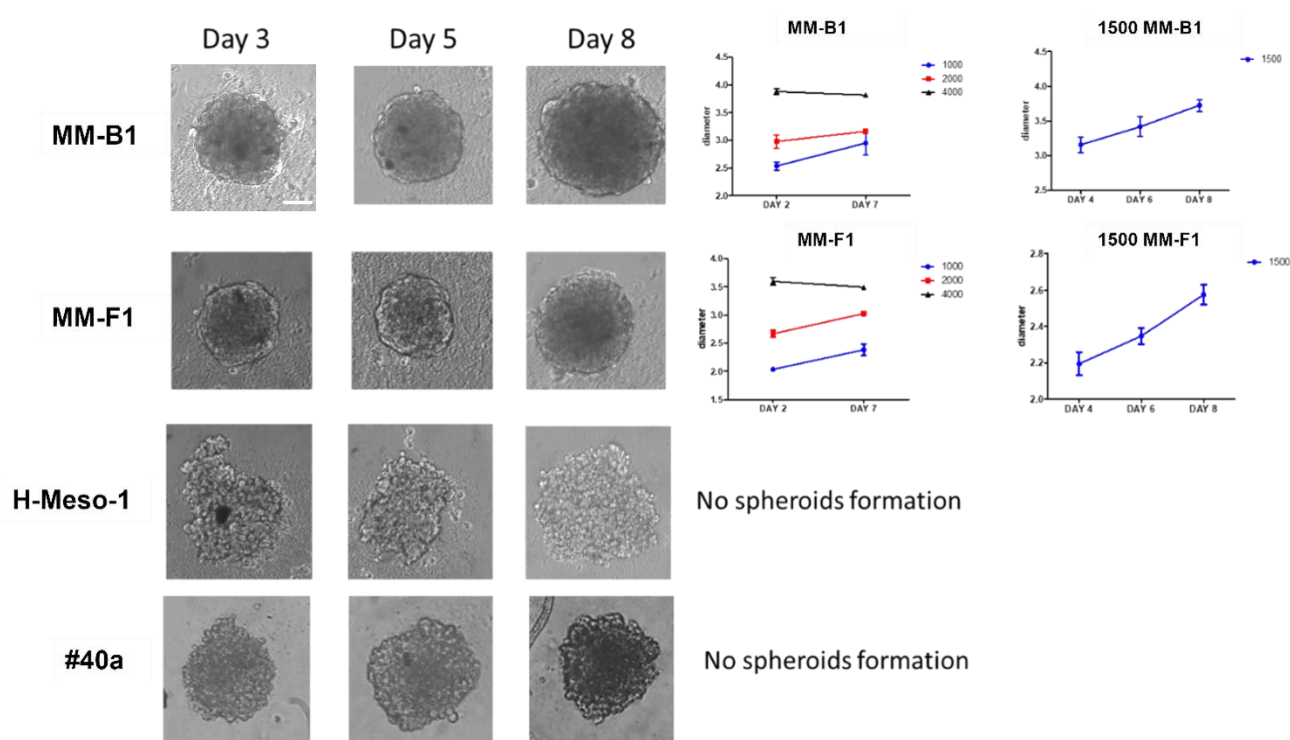 Day 3
Day 5
Day 8
MM-B1
MM-B1
4.5
4.0
3.5
3.0
2.5
2.0
diameter
DAY 2
DAY 7
1000
2000
4000
1500 MM-B1
4.5
4.0
3.5
3.0
2.5
diameter
DAY 4
DAY 6
DAY 8
1500
MM-F1
MM-F1
4.0
3.5
3.0
2.5
2.0
1.5
diameter
DAY 2
DAY 7
1000
2000
4000
1500 MM-F1
2.8
2.6
2.4
2.2
2.0
diameter
DAY 4
DAY 6
DAY 8
1500
H-Meso-1
No spheroids formation
#40a
No spheroids formation